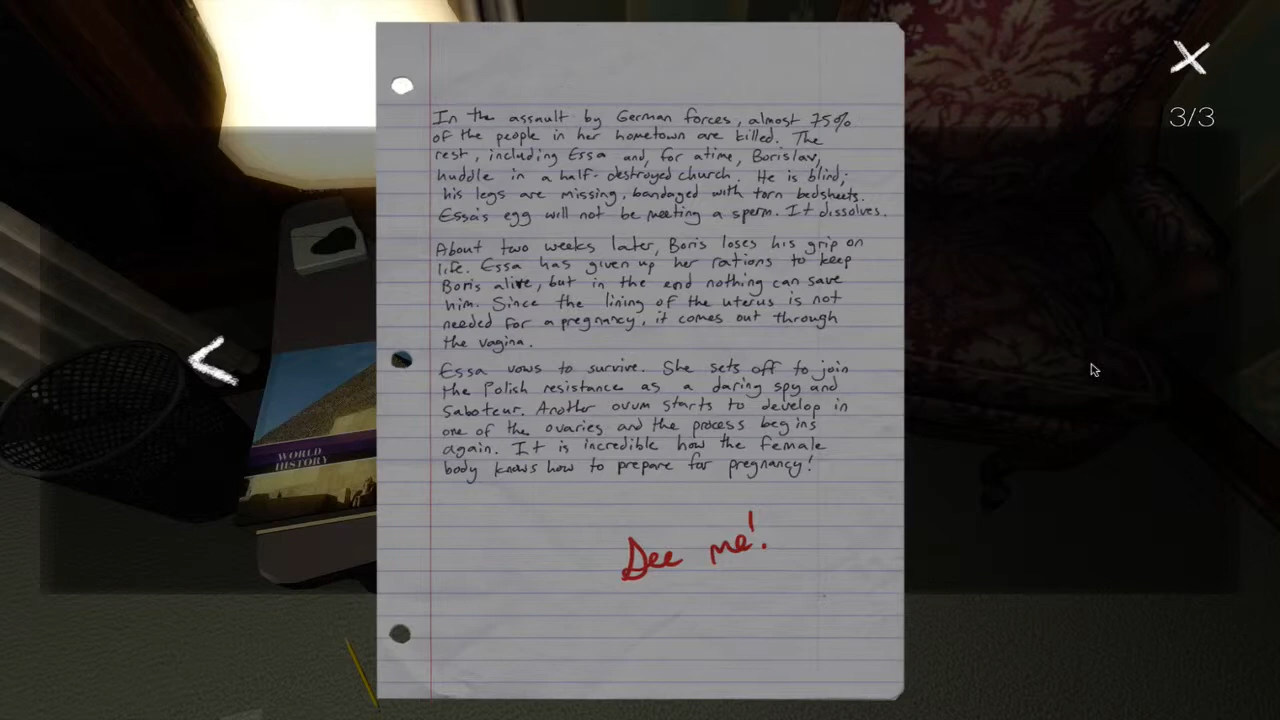 3/3
In the assault by German forces, almost 75%
of the people in her hometown are killed. The
rest, including Essa and, for a time, Borislav,
huddle in a half-destroyed church. He is blind;
his legs are missing, bandaged with torn bedsheets.
Essa's egg will not be meeting a sperm. It dissolves.
About two weeks later, Boris loses his grip on
life. Essa has given up her rations to keep
Boris alive, but in the end nothing can save
him. Since the lining of the uterus is not
needed for a pregnancy, it comes out through
the vagina.
Essa vows to survive. She sets off to join
the Polish resistance as a daring spy and
saboteur. Another ovum starts to develop in
one of the ovaries and the process begins
again. It is incredible how the female
body knows how to prepare for pregnancy!
See me!
WORLD
HISTORY